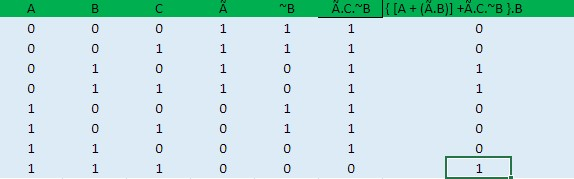 A B C Ã ~B Ã.C.~B { [A + (Ã.B)] +Ã.C.~B }.B
0 0 0 1 1 1 0
0 0 1 1 1 1 0
0 1 0 1 0 1 1
0 1 1 1 0 1 1
1 0 0 0 1 1 0
1 0 1 0 1 1 0
1 1 0 0 0 1 0
1 1 1 0 0 0 1